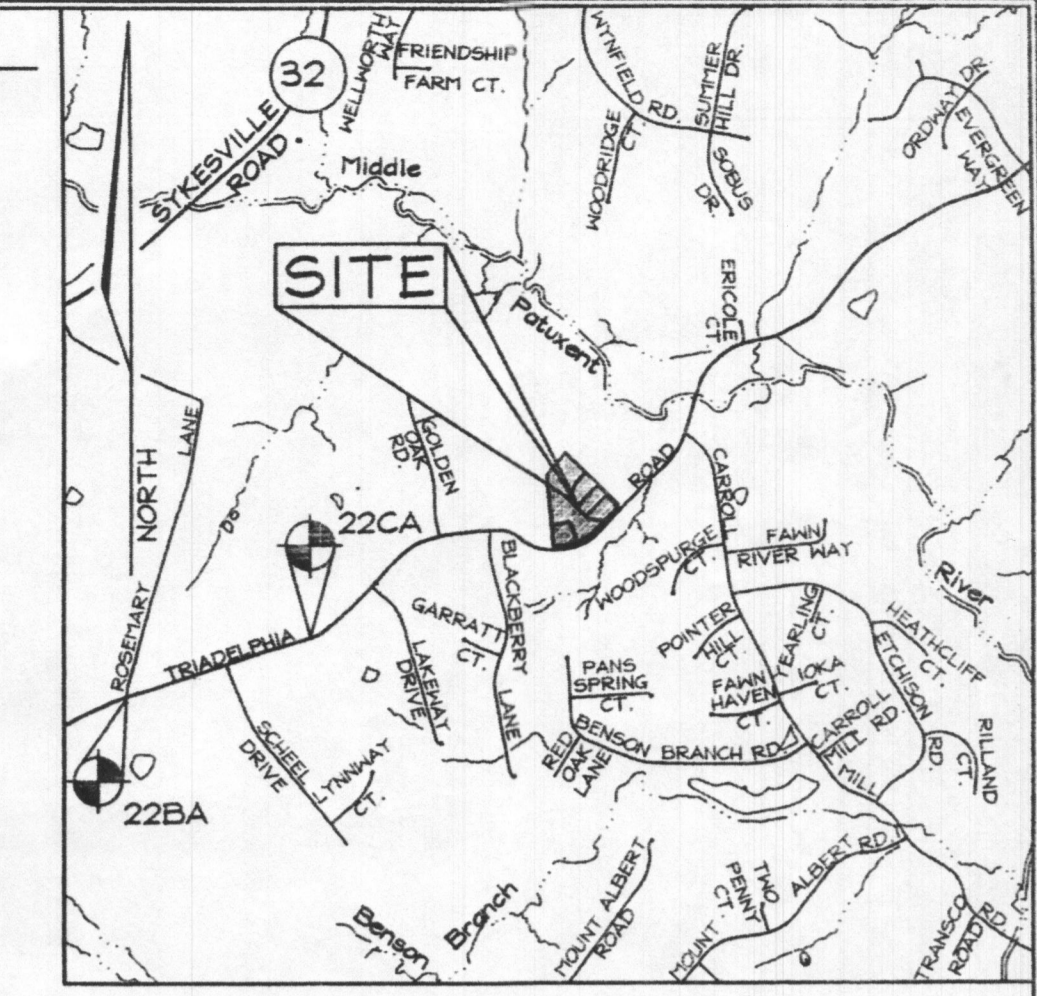 WELLWORTH
WAY
FRIENDSHIP
FARM CT.
32
SYKESVILLE
ROAD.
WYNFIELD RD.
SUMMER
HILL DR.
WOODRIDGE
CT.
SOBUS
DR.
ORDWAY DR
EVERGREEN
WAY
Middle
Patuxent
River
SITE
ERICOLE
CT
NORTH
ROSEMARY LANE
GOLDEN
OAK
RD
22CA
22BA
TRIADELPHIA ROAD
CARROLL MILL RD.
BLACKBERRY LANE
GARRATT
CT.
LAKEWAY
DRIVE
SCHEEL
DRIVE
LYNNWAY
CT.
WOODSPURGE
CT.
FAWN
RIVER WAY
POINTER
HILL
CT
YEARLING
CT.
IOKA
CT.
FAWN
HAVEN
CT.
HEATHCLIFF
CT.
ETCHISON
RD.
RILLAND
CT.
CARROLL
MILL RD
PANS
SPRING
CT.
BENSON BRANCH RD.
RED
OAK
LANE
Benson Branch
MOUNT ALBERT
ROAD
TWO
PENNY
CT
MOUNT ALBERT RD.
TRANSCO
ROAD